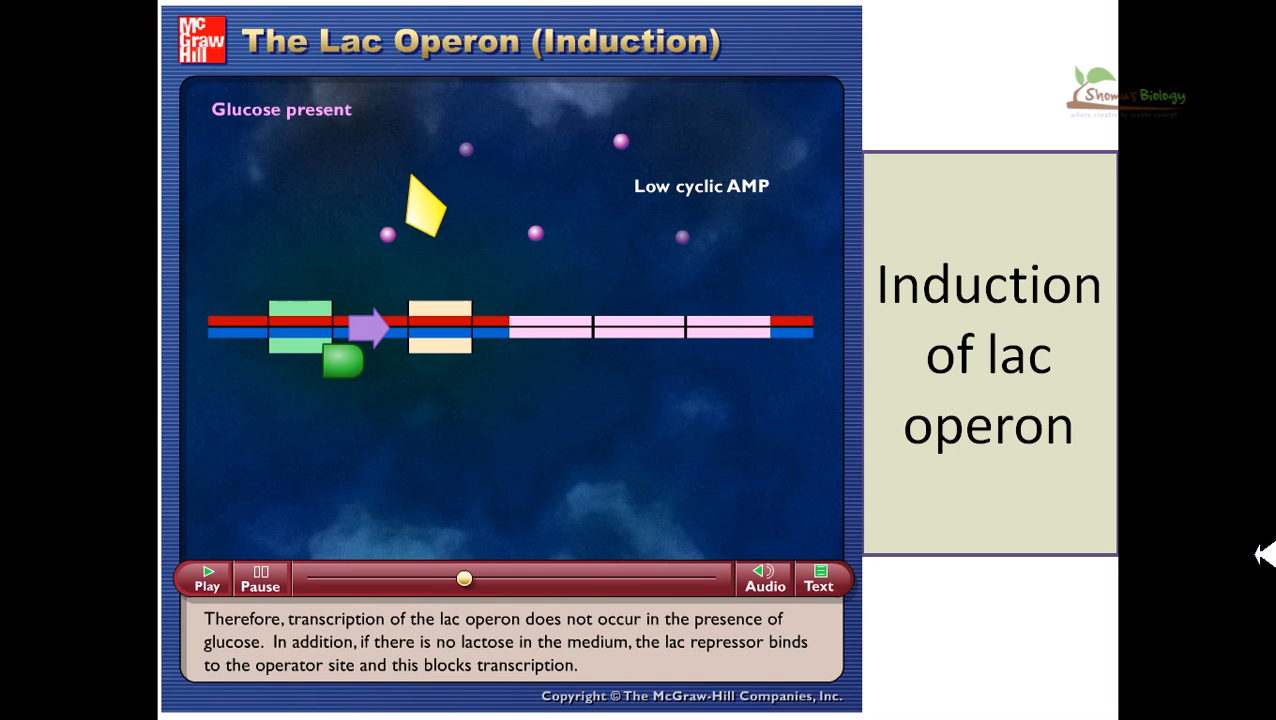 Mc
Graw
Hill
The Lac Operon (Induction)
Glucose present
Low cyclic AMP
Shomu's Biology
Induction
of lac
operon
Play
Pause
Audio
Text
Therefore, transcription of the lac operon does not occur in the presence of
glucose. In addition, if there is no lactose in the medium, the lac repressor binds
to the operator site and this blocks transcription.
Copyright © The McGraw-Hill Companies, Inc.